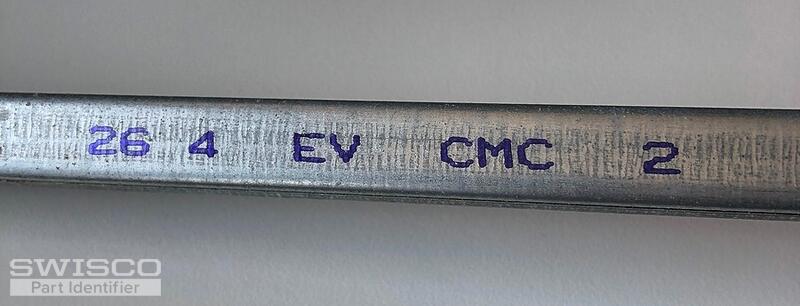 26 4 EV CMC 2
SWISCO
Part Identifier